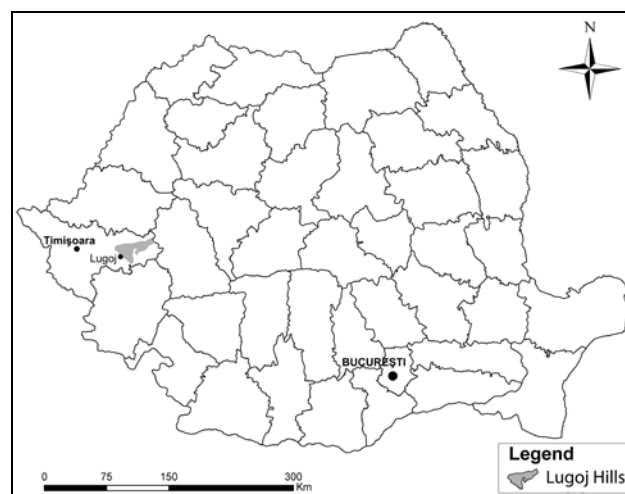 N
Timişoara
Lugoj
BUCUREŞTI
Legend
Lugoj Hills
0 75 150 300
Km